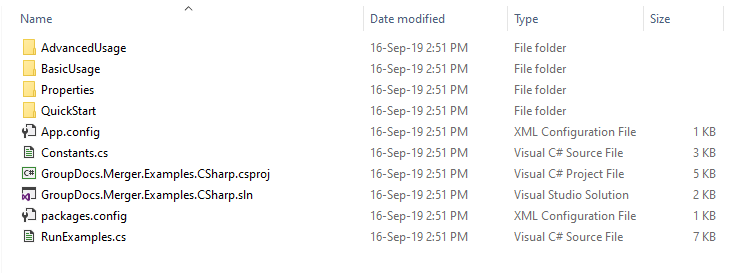 Name Date modified Type Size
AdvancedUsage 16-Sep-19 2:51 PM File folder
BasicUsage 16-Sep-19 2:51 PM File folder
Properties 16-Sep-19 2:51 PM File folder
QuickStart 16-Sep-19 2:51 PM File folder
App.config 16-Sep-19 2:51 PM XML Configuration File 1 KB
Constants.cs 16-Sep-19 2:51 PM Visual C# Source File 3 KB
C# GroupDocs.Merger.Examples.CSharp.csproj 16-Sep-19 2:51 PM Visual C# Project File 5 KB
GroupDocs.Merger.Examples.CSharp.sln 16-Sep-19 2:51 PM Visual Studio Solution 2 KB
packages.config 16-Sep-19 2:51 PM XML Configuration File 1 KB
RunExamples.cs 16-Sep-19 2:51 PM Visual C# Source File 7 KB